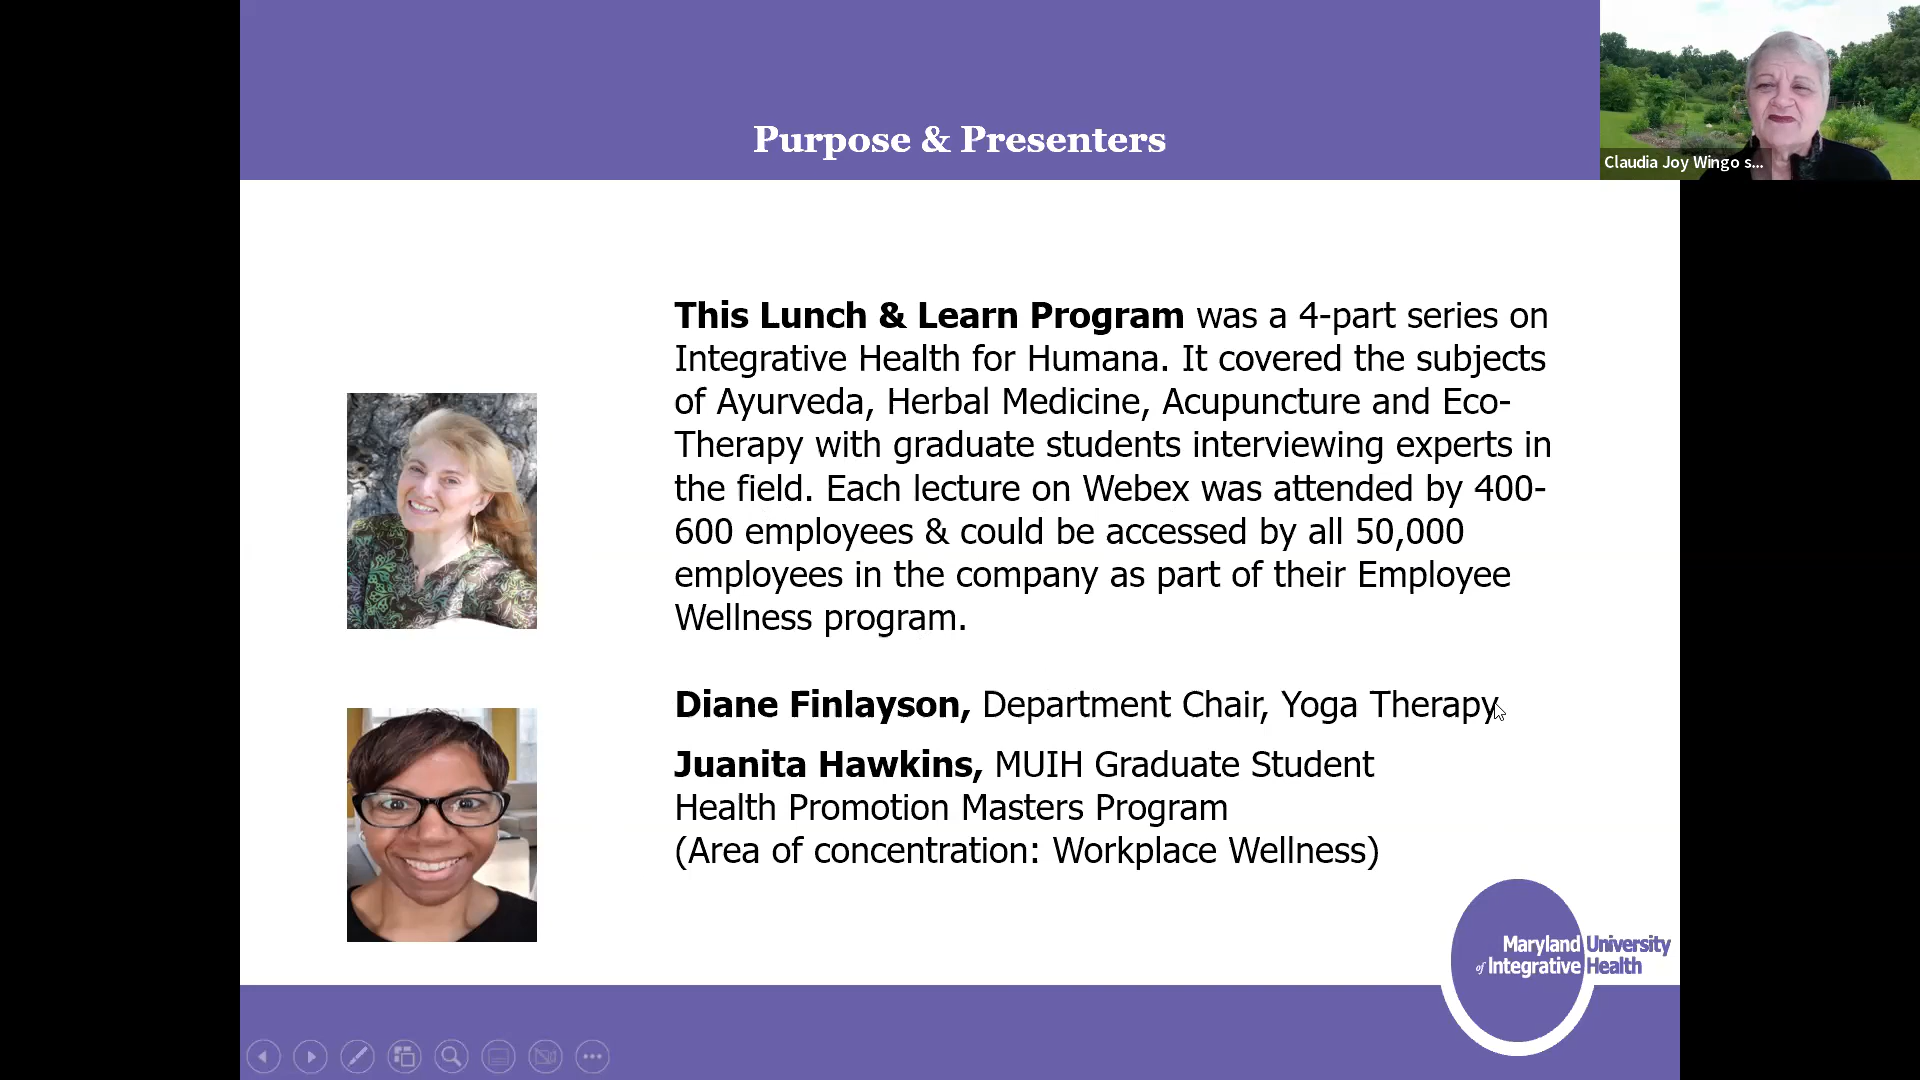 Purpose & Presenters
Claudia Joy Wingo s...
This Lunch & Learn Program was a 4-part series on
Integrative Health for Humana. It covered the subjects
of Ayurveda, Herbal Medicine, Acupuncture and Eco-
Therapy with graduate students interviewing experts in
the field. Each lecture on Webex was attended by 400-
600 employees & could be accessed by all 50,000
employees in the company as part of their Employee
Wellness program.
Diane Finlayson, Department Chair, Yoga Therapy
Juanita Hawkins, MUIH Graduate Student
Health Promotion Masters Program
(Area of concentration: Workplace Wellness)
Maryland University
of Integrative Health